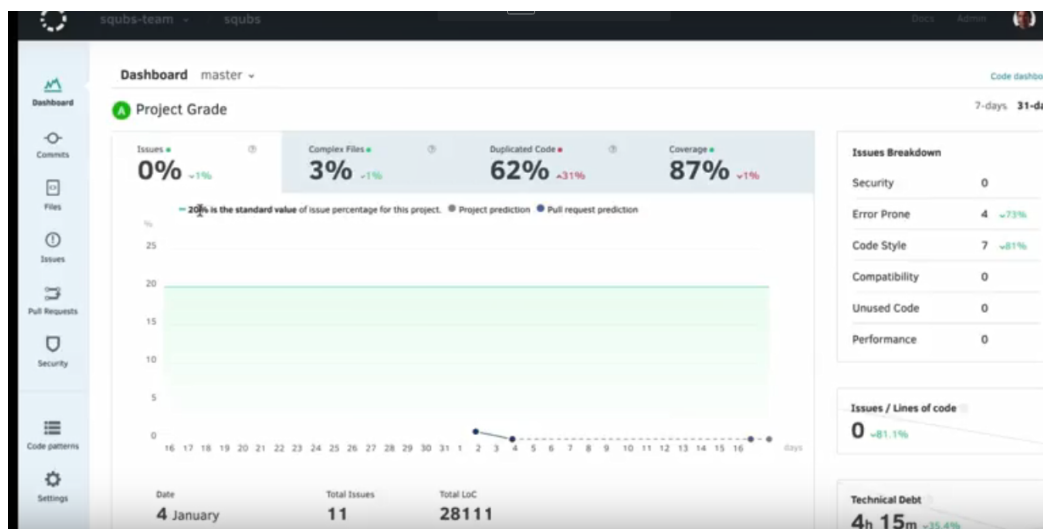 squbs-team squbs Docs Admin
Dashboard master Code dashbo
A Project Grade 7-days 31-da
Dashboard
Commits
Files
Issues
Pull Requests
Security
Code patterns
Settings
Issues Complex Files Duplicated Code Coverage
0% 1% 3% -1% 62% 31% 87% 1%
20% is the standard value of issue percentage for this project. Project prediction Pull request prediction
%
25
20
15
10
5
0
16 17 18 19 20 21 22 23 24 25 26 27 28 29 30 31 1 2 3 4 5 6 7 8 9 10 11 12 13 14 15 16 days
Date Total Issues Total LoC
4 January 11 28111
Issues Breakdown
Security 0
Error Prone 4 73%
Code Style 7 81%
Compatibility 0
Unused Code 0
Performance 0
Issues / Lines of code
0 81.1%
Technical Debt
4h 15m 35.4%